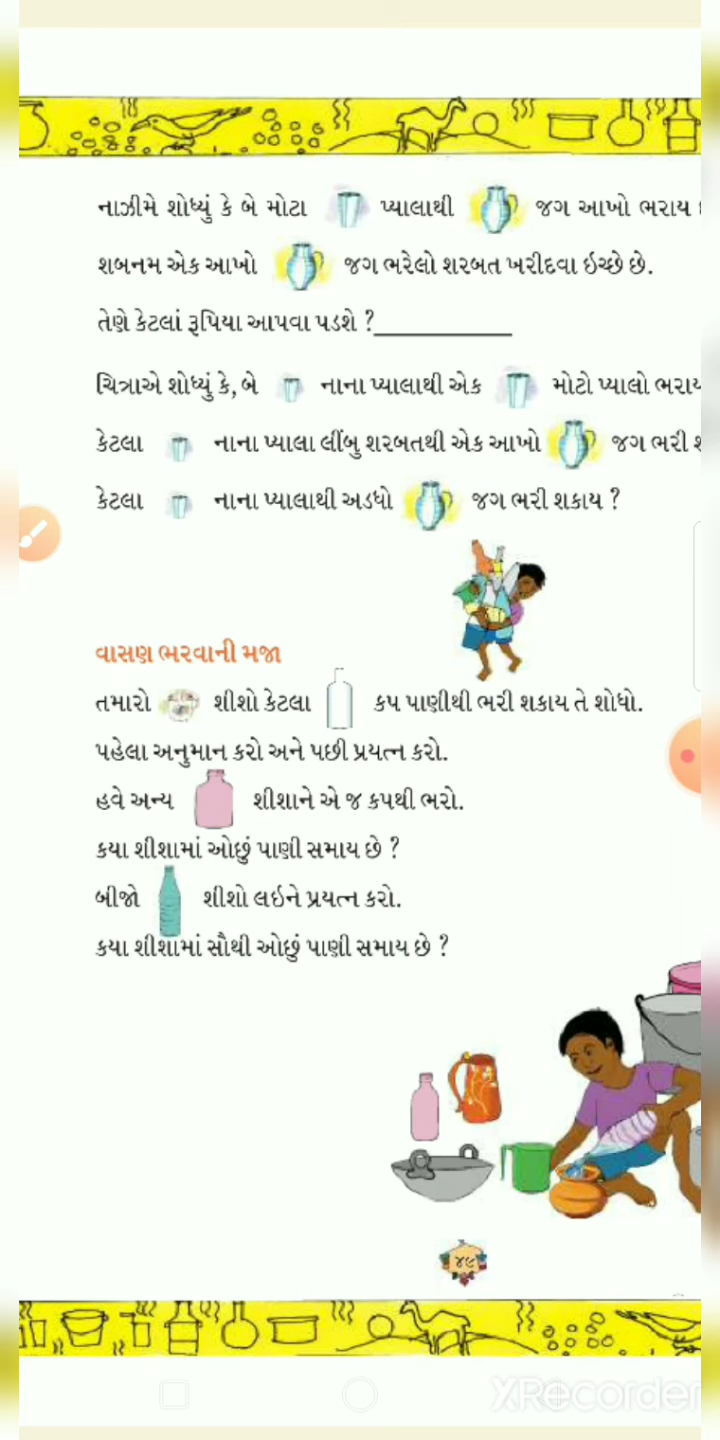 નાઝીમે શોધ્યું કે બે મોટા પ્યાલાથી જગ આખો ભરાય
શબનમ એક આખો જગ ભરેલો શરબત ખરીદવા ઇચ્છે છે.
તેણે કેટલાં રૂપિયા આપવા પડશે ?
ચિત્રાએ શોધ્યું કે, બે નાના પ્યાલાથી એક મોટો પ્યાલો ભરાય
કેટલા નાના પ્યાલા લીંબુ શરબતથી એક આખો જગ ભરી
કેટલા નાના પ્યાલાથી અડધો જગ ભરી શકાય ?
વાસણ ભરવાની મજા
તમારો શીશો કેટલા કપ પાણીથી ભરી શકાય તે શોધો.
પહેલા અનુમાન કરો અને પછી પ્રયત્ન કરો.
હવે અન્ય શીશાને એ જ કપથી ભરો.
કયા શીશામાં ઓછું પાણી સમાય છે ?
બીજો શીશો લઇને પ્રયત્ન કરો.
કયા શીશામાં સૌથી ઓછું પાણી સમાય છે ?
૪૯
XRecorder